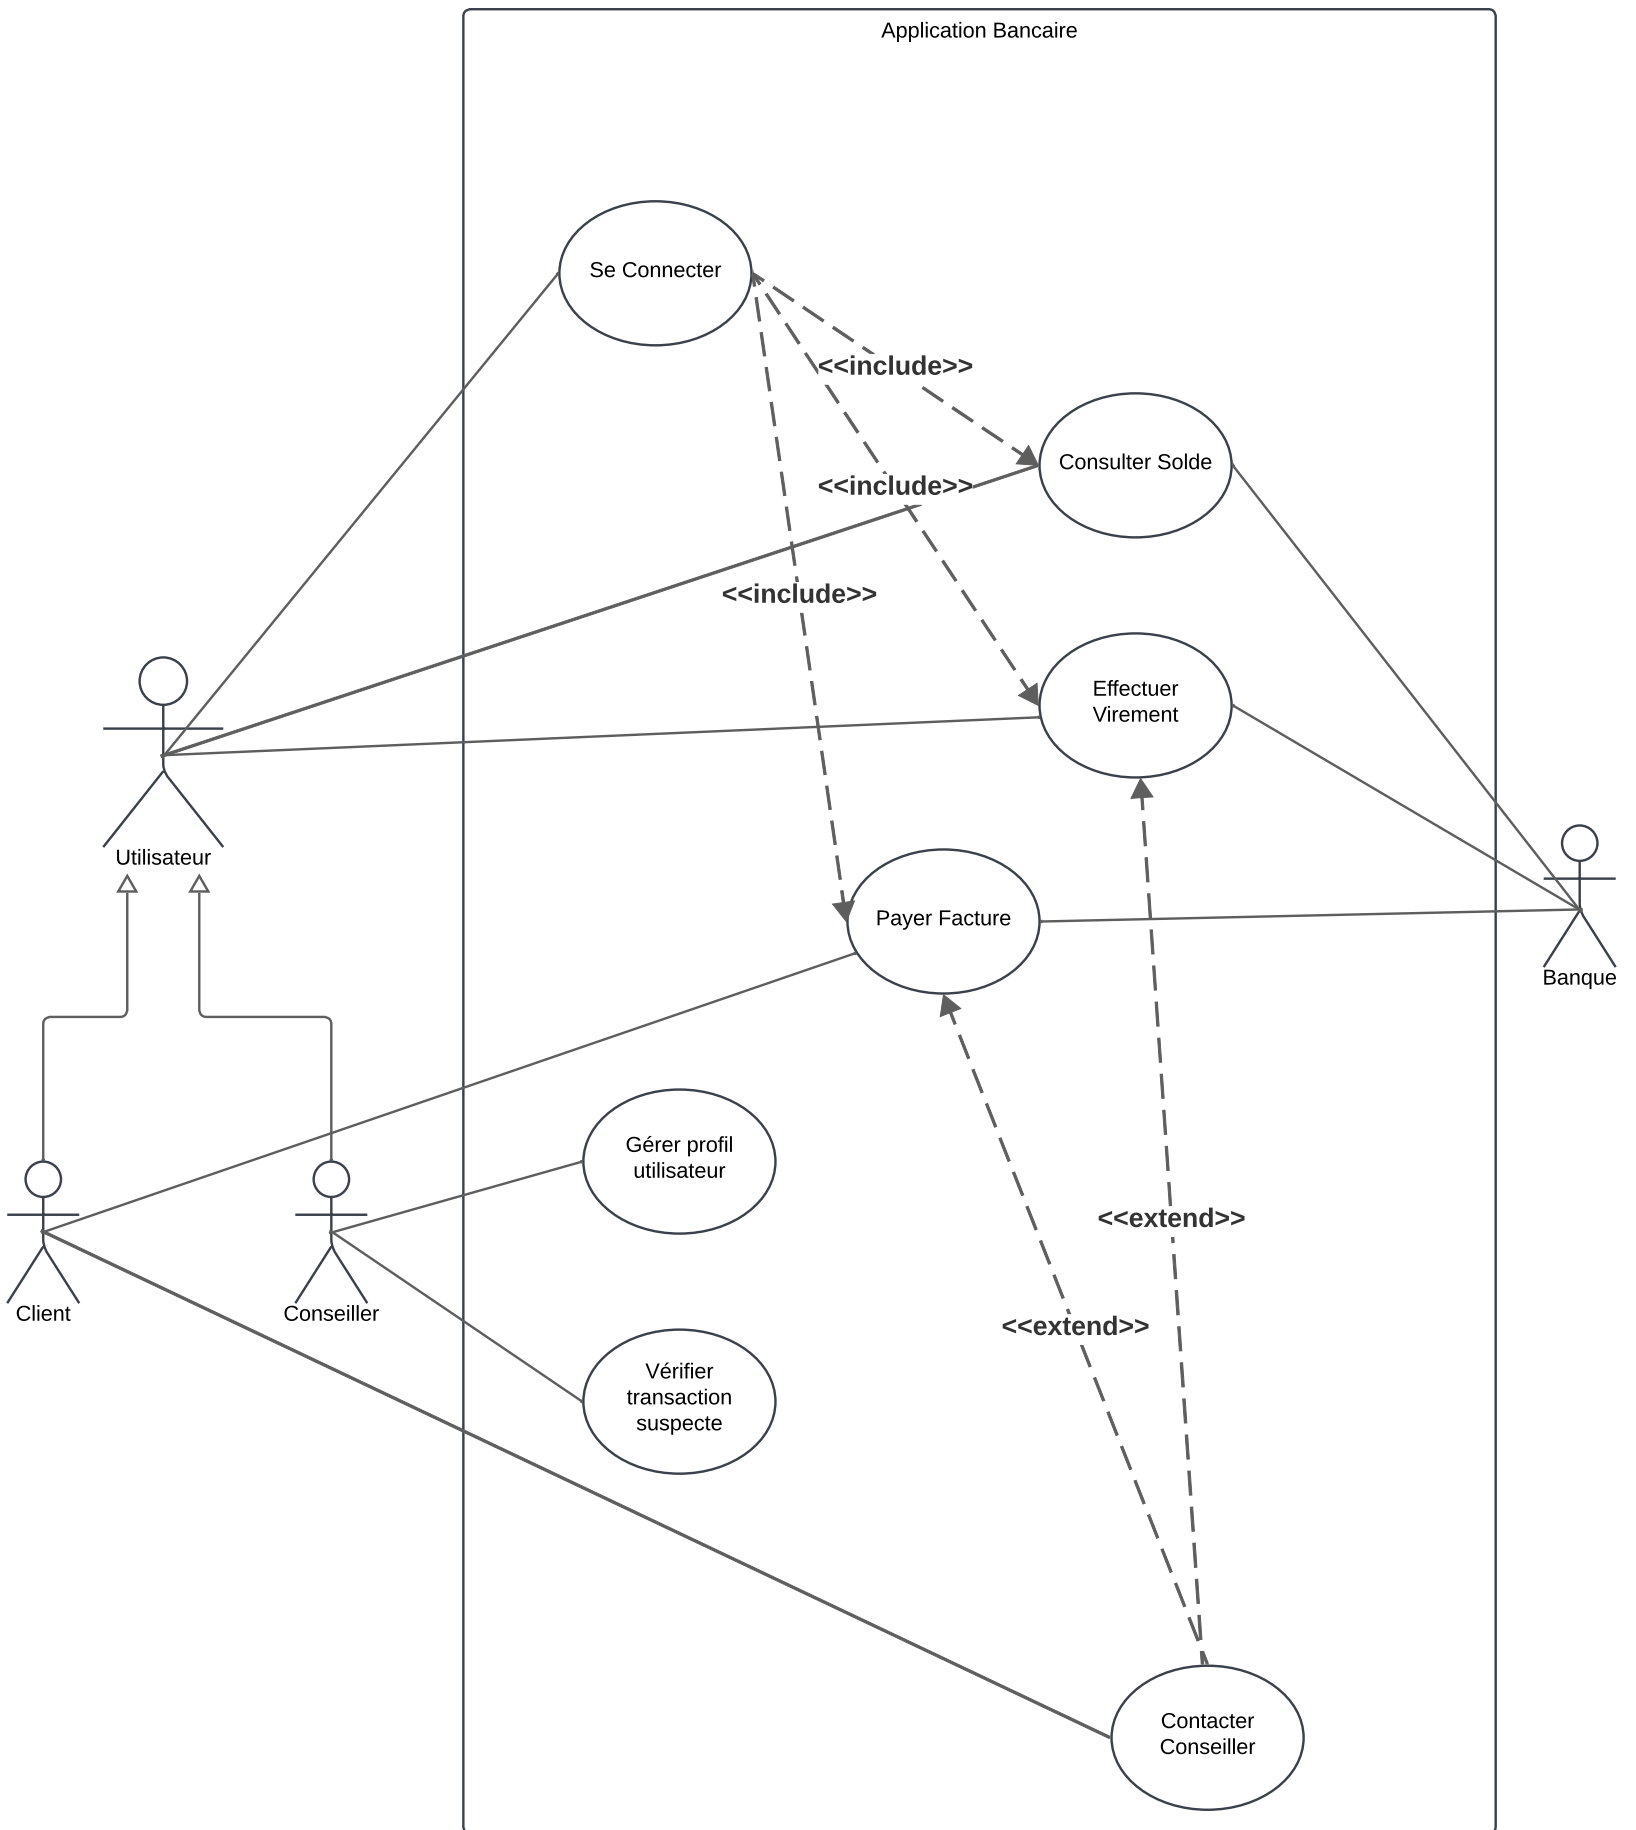 Application Bancaire
Se Connecter
<<include>>
Consulter Solde
<<include>>
<<include>>
Effectuer
Virement
Utilisateur
Payer Facture
Banque
Gérer profil
utilisateur
<<extend>>
Client
Conseiller
<<extend>>
Vérifier
transaction
suspecte
Contacter
Conseiller